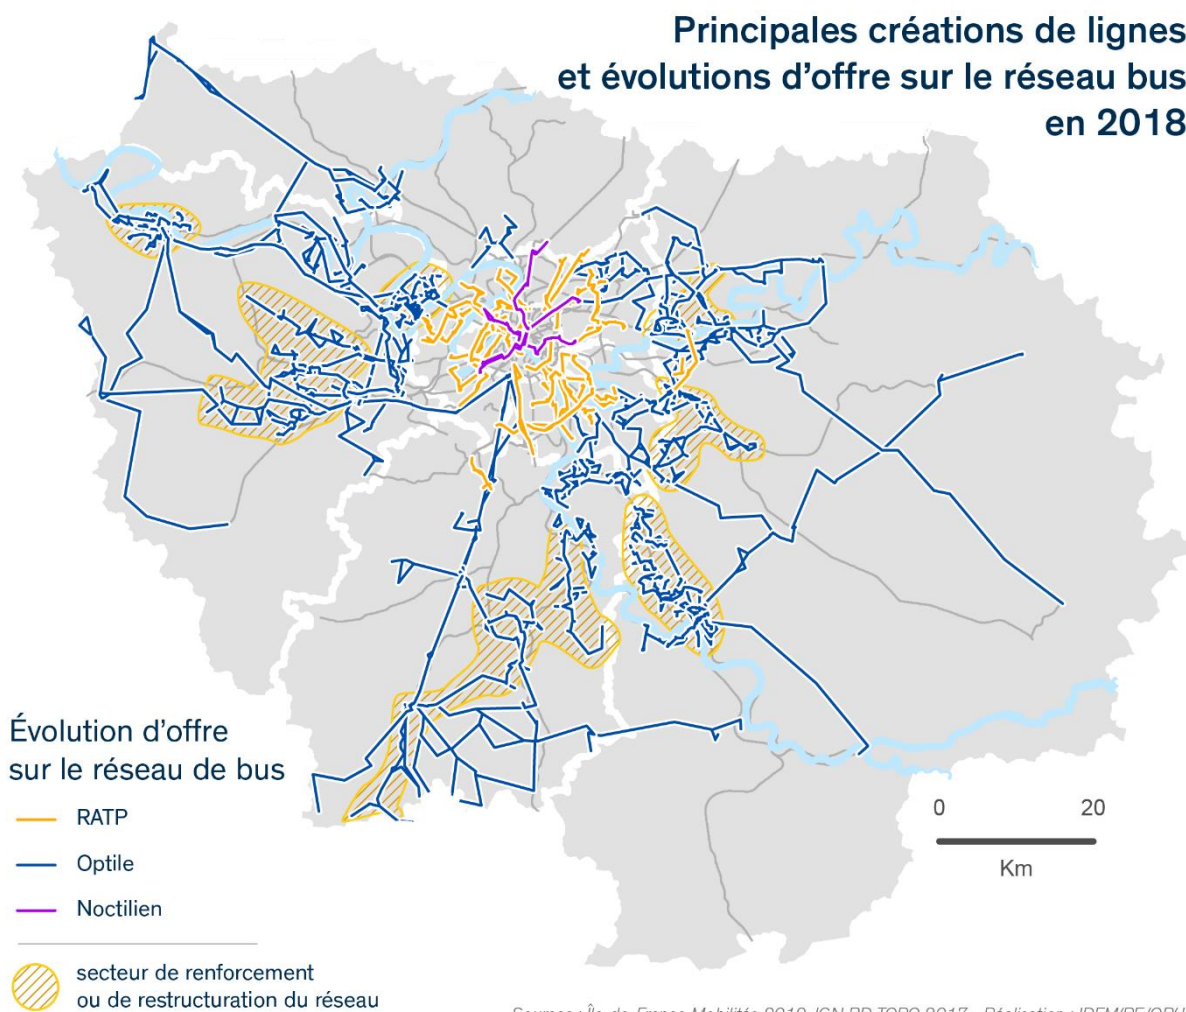 Principales créations de lignes
et évolutions d'offre sur le réseau bus
en 2018
Évolution d'offre
sur le réseau de bus
RATP
Optile
Noctilien
secteur de renforcement
ou de restructuration du réseau
0 20
Km